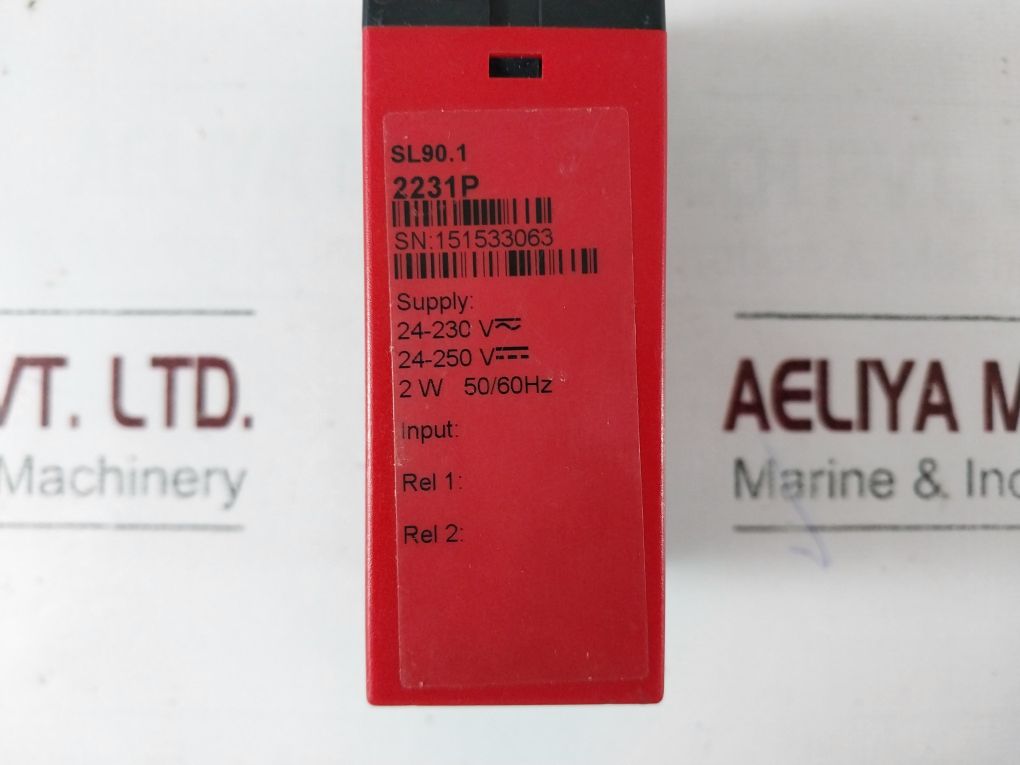 SL90.1
2231P
SN:151533063
Supply:
24-230 V
24-250 V
2 W 50/60Hz
Input:
Rel 1:
Rel 2:
VT. LTD.
Machinery
AELIYA M
Marine & Ind